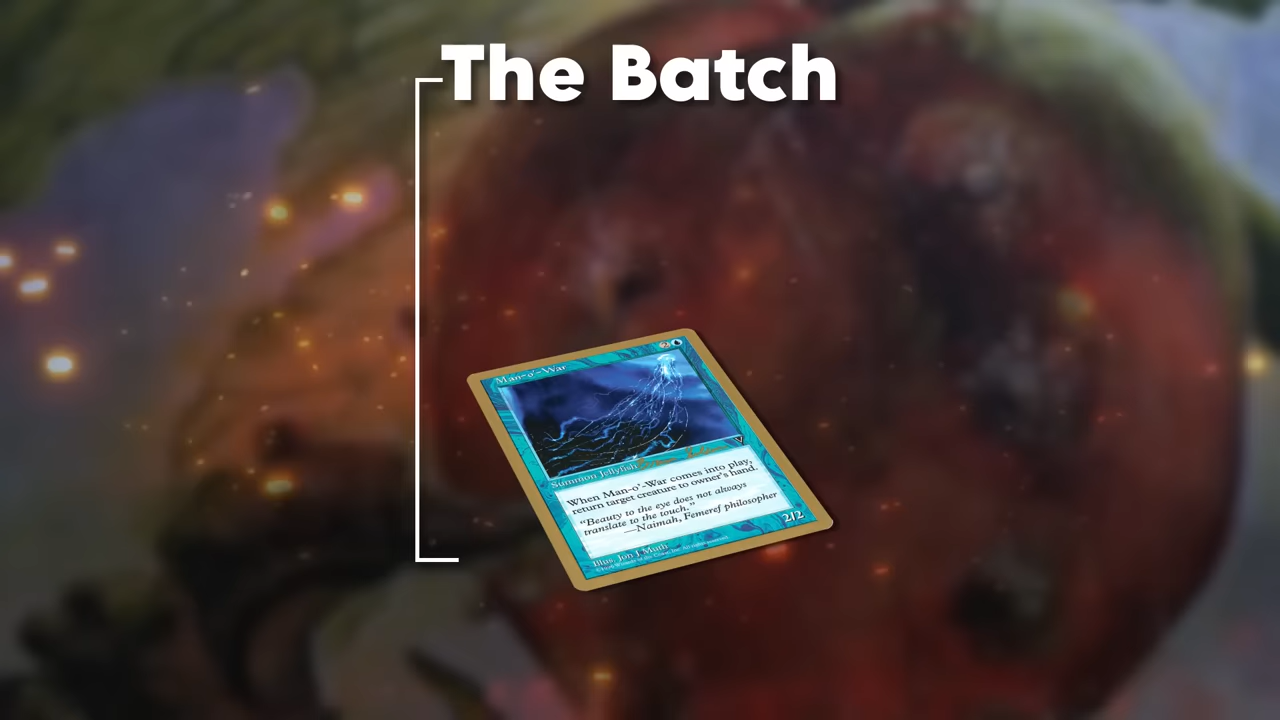 The Batch
Man-o'-War
2
Summon Jellyfish
When Man-o'-War comes into play,
return target creature to owner's hand.
"Beauty to the eye does not always
translate to the touch."
—Naimah, Femeref philosopher
2/2
Illus. Jon J Muth